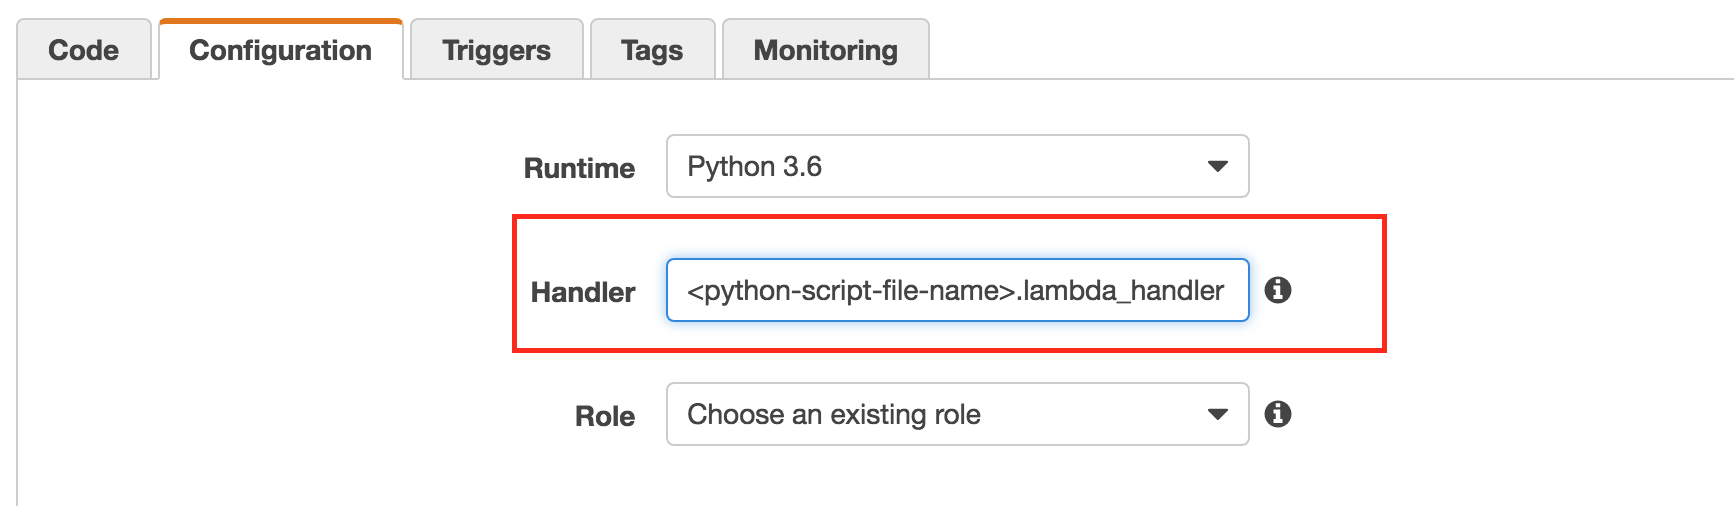 Code Configuration Triggers Tags Monitoring
Runtime Python 3.6
Handler <python-script-file-name>.lambda_handler
Role Choose an existing role